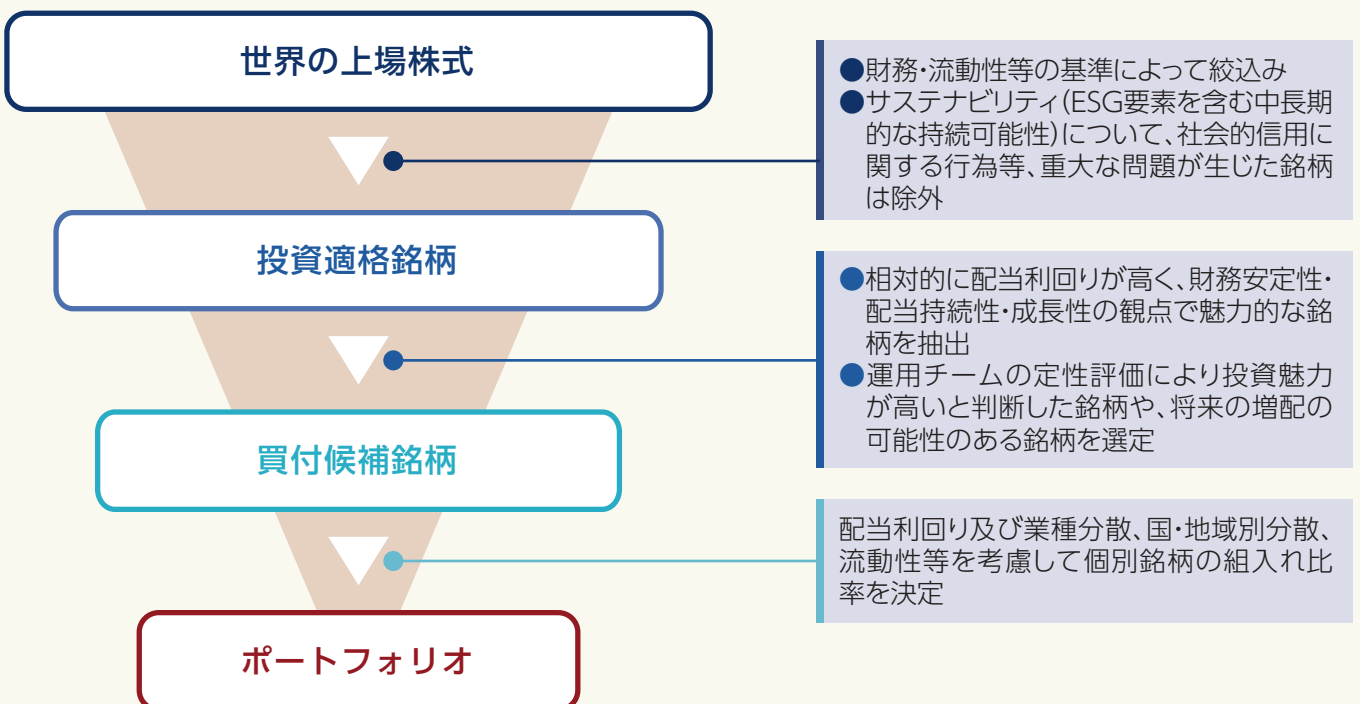 世界の上場株式
●財務・流動性等の基準によって絞込み
●サステナビリティ(ESG要素を含む中長期
的な持続可能性)について、社会的信用に
関する行為等、重大な問題が生じた銘柄
は除外
投資適格銘柄
●相対的に配当利回りが高く、財務安定性・
配当持続性・成長性の観点で魅力的な銘
柄を抽出
●運用チームの定性評価により投資魅力
が高いと判断した銘柄や、将来の増配の
可能性のある銘柄を選定
買付候補銘柄
配当利回り及び業種分散、国・地域別分散、
流動性等を考慮して個別銘柄の組入れ比
率を決定
ポートフォリオ